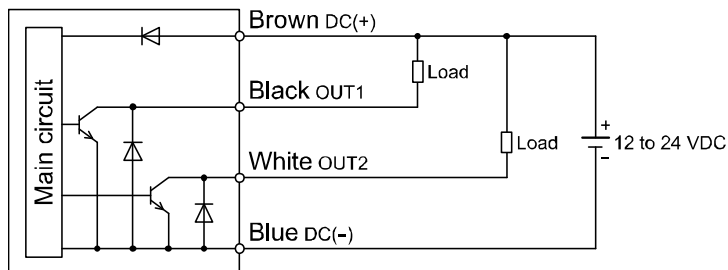 Main circuit
Brown DC(+)
Load
Black OUT1
+
Load
12 to 24 VDC
White OUT2
−
Blue DC(−)